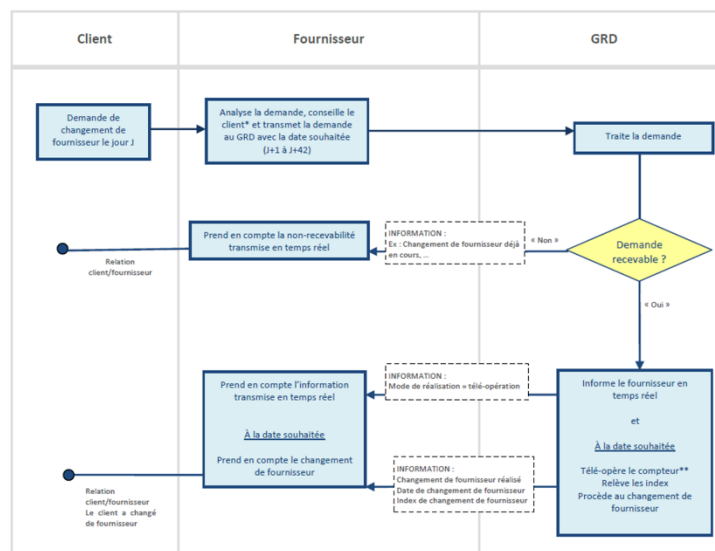 Client
Fournisseur
GRD
Demande de
changement de
fournisseur le jour J
Analyse la demande, conseille le
client* et transmet la demande
au GRD avec la date souhaitée
(J+1 à J+42)
Traite la demande
Prend en compte la non-recevabilité
transmise en temps réel
INFORMATION :
Ex : Changement de fournisseur déjà
en cours, ...
« Non »
Demande
recevable ?
Relation
client/fournisseur
« Oui »
Prend en compte l'information
transmise en temps réel
À la date souhaitée
Prend en compte le changement
de fournisseur
INFORMATION :
Mode de réalisation = télé-opération
Informe le fournisseur en
temps réel
et
À la date souhaitée
Télé-opère le compteur**
Relève les index
Procède au changement de
fournisseur
INFORMATION :
Changement de fournisseur réalisé
Date de changement de fournisseur
Index de changement de fournisseur
Relation
client/fournisseur
Le client a changé
de fournisseur